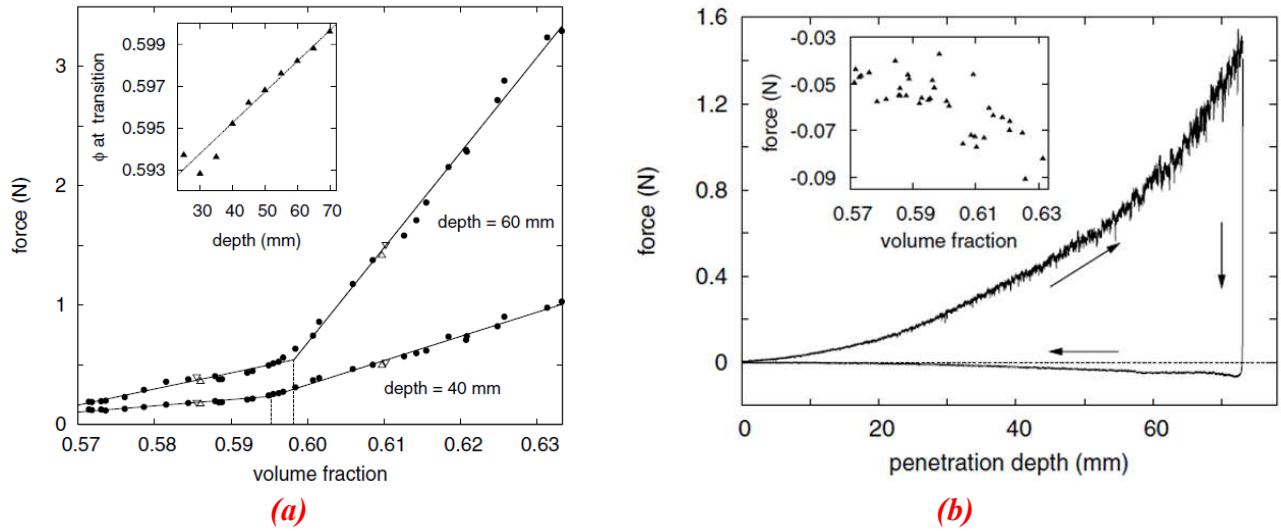 3
2
1
0
force (N)
0.57
0.58
0.59
0.60
0.61
0.62
0.63
volume fraction
depth = 60 mm
depth = 40 mm
0.599
0.597
0.595
0.593
ϕ at transition
30 40 50 60 70
depth (mm)
(a)
1.6
1.2
0.8
0.4
0
force (N)
0
20
40
60
penetration depth (mm)
-0.03
-0.05
-0.07
-0.09
force (N)
0.57
0.59
0.61
0.63
volume fraction
(b)